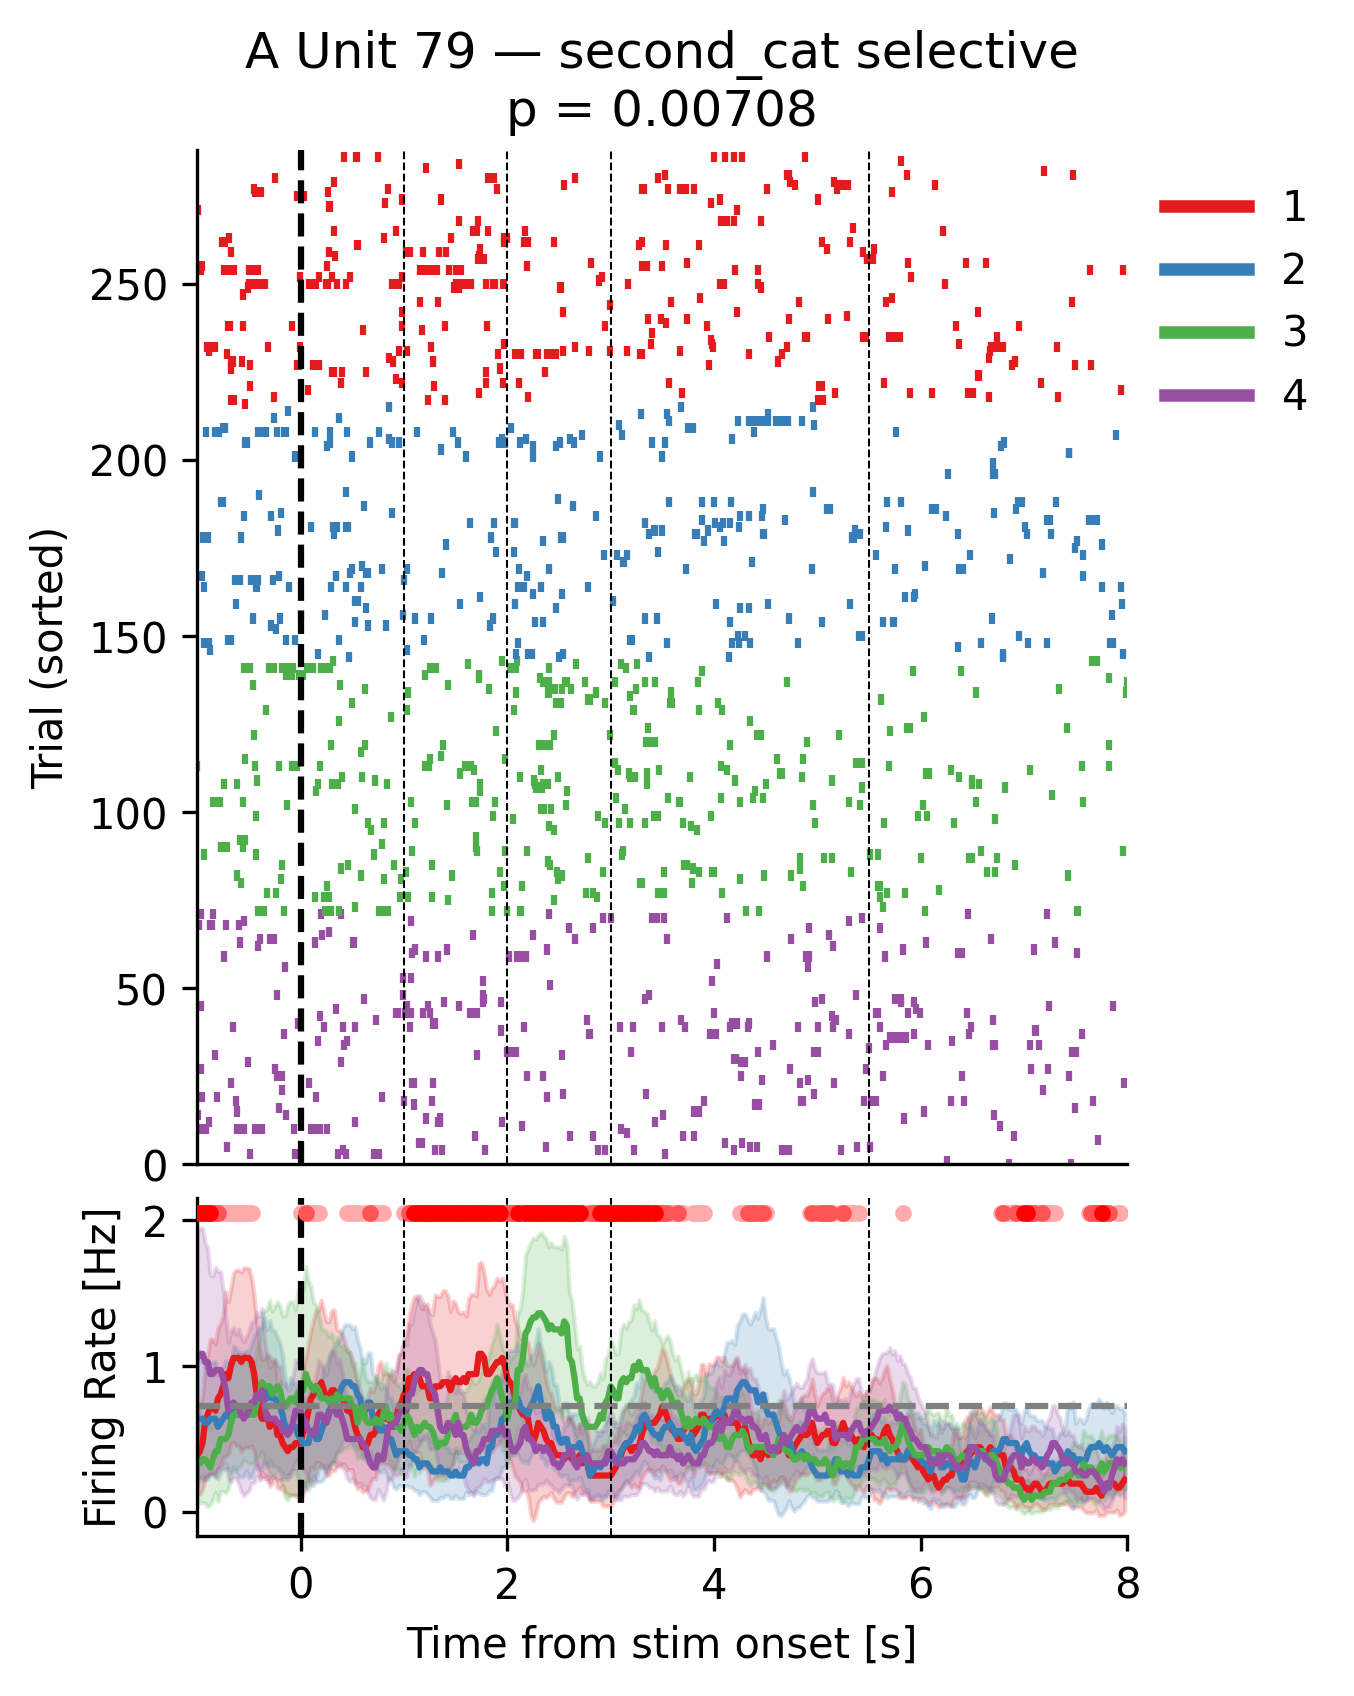 A Unit 79 — second_cat selective
p = 0.00708
1
2
3
4
250
200
150
100
50
0
Trial (sorted)
2
1
0
Firing Rate [Hz]
0 2 4 6 8
Time from stim onset [s]